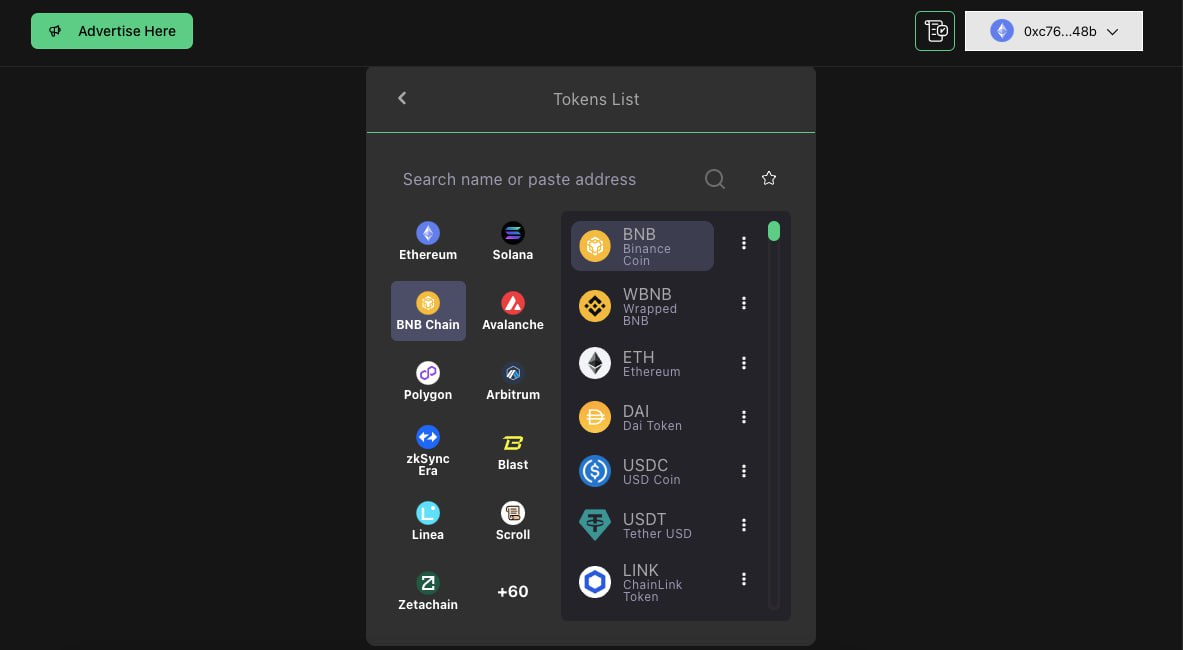 Advertise Here
0xc76...48b
Tokens List
Search name or paste address
Ethereum
Solana
BNB Chain
Avalanche
Polygon
Arbitrum
zkSync
Era
Blast
Linea
Scroll
Zetachain
+60
BNB
Binance
Coin
WBNB
Wrapped
BNB
ETH
Ethereum
DAI
Dai Token
USDC
USD Coin
USDT
Tether USD
LINK
ChainLink
Token